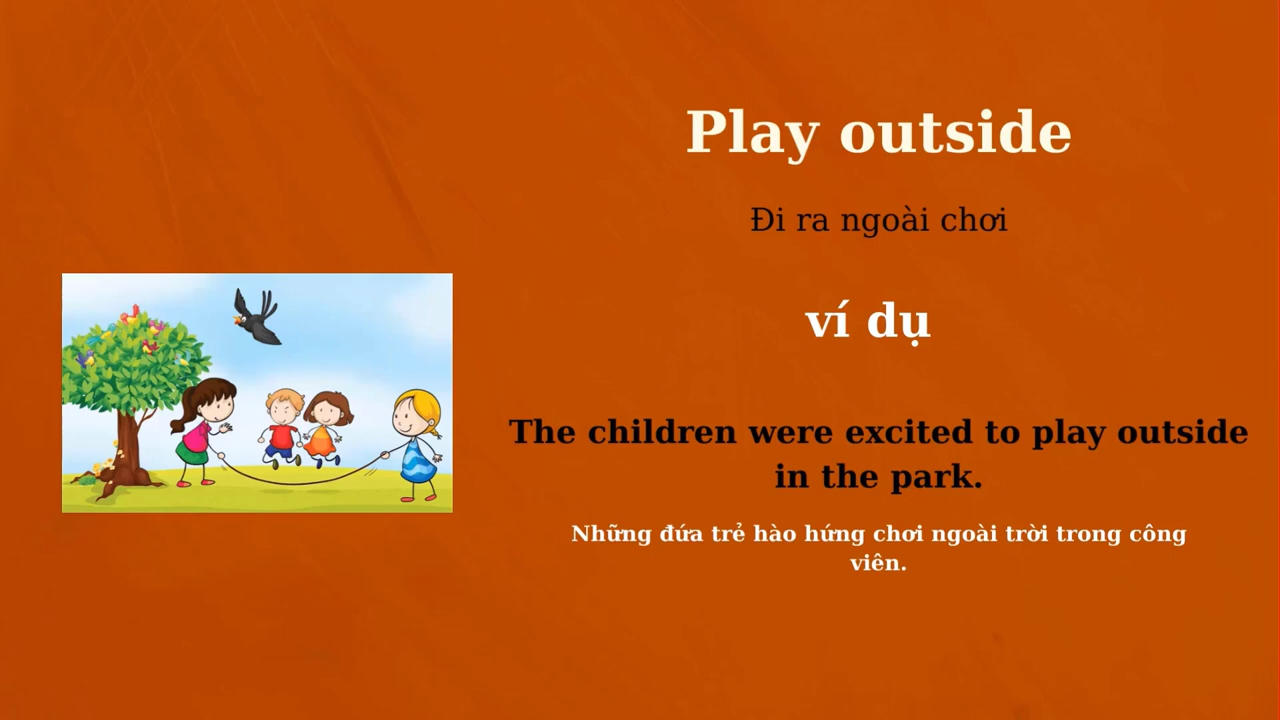 Play outside
Đi ra ngoài chơi
ví dụ
The children were excited to play outside
in the park.
Những đứa trẻ hào hứng chơi ngoài trời trong công
viên.